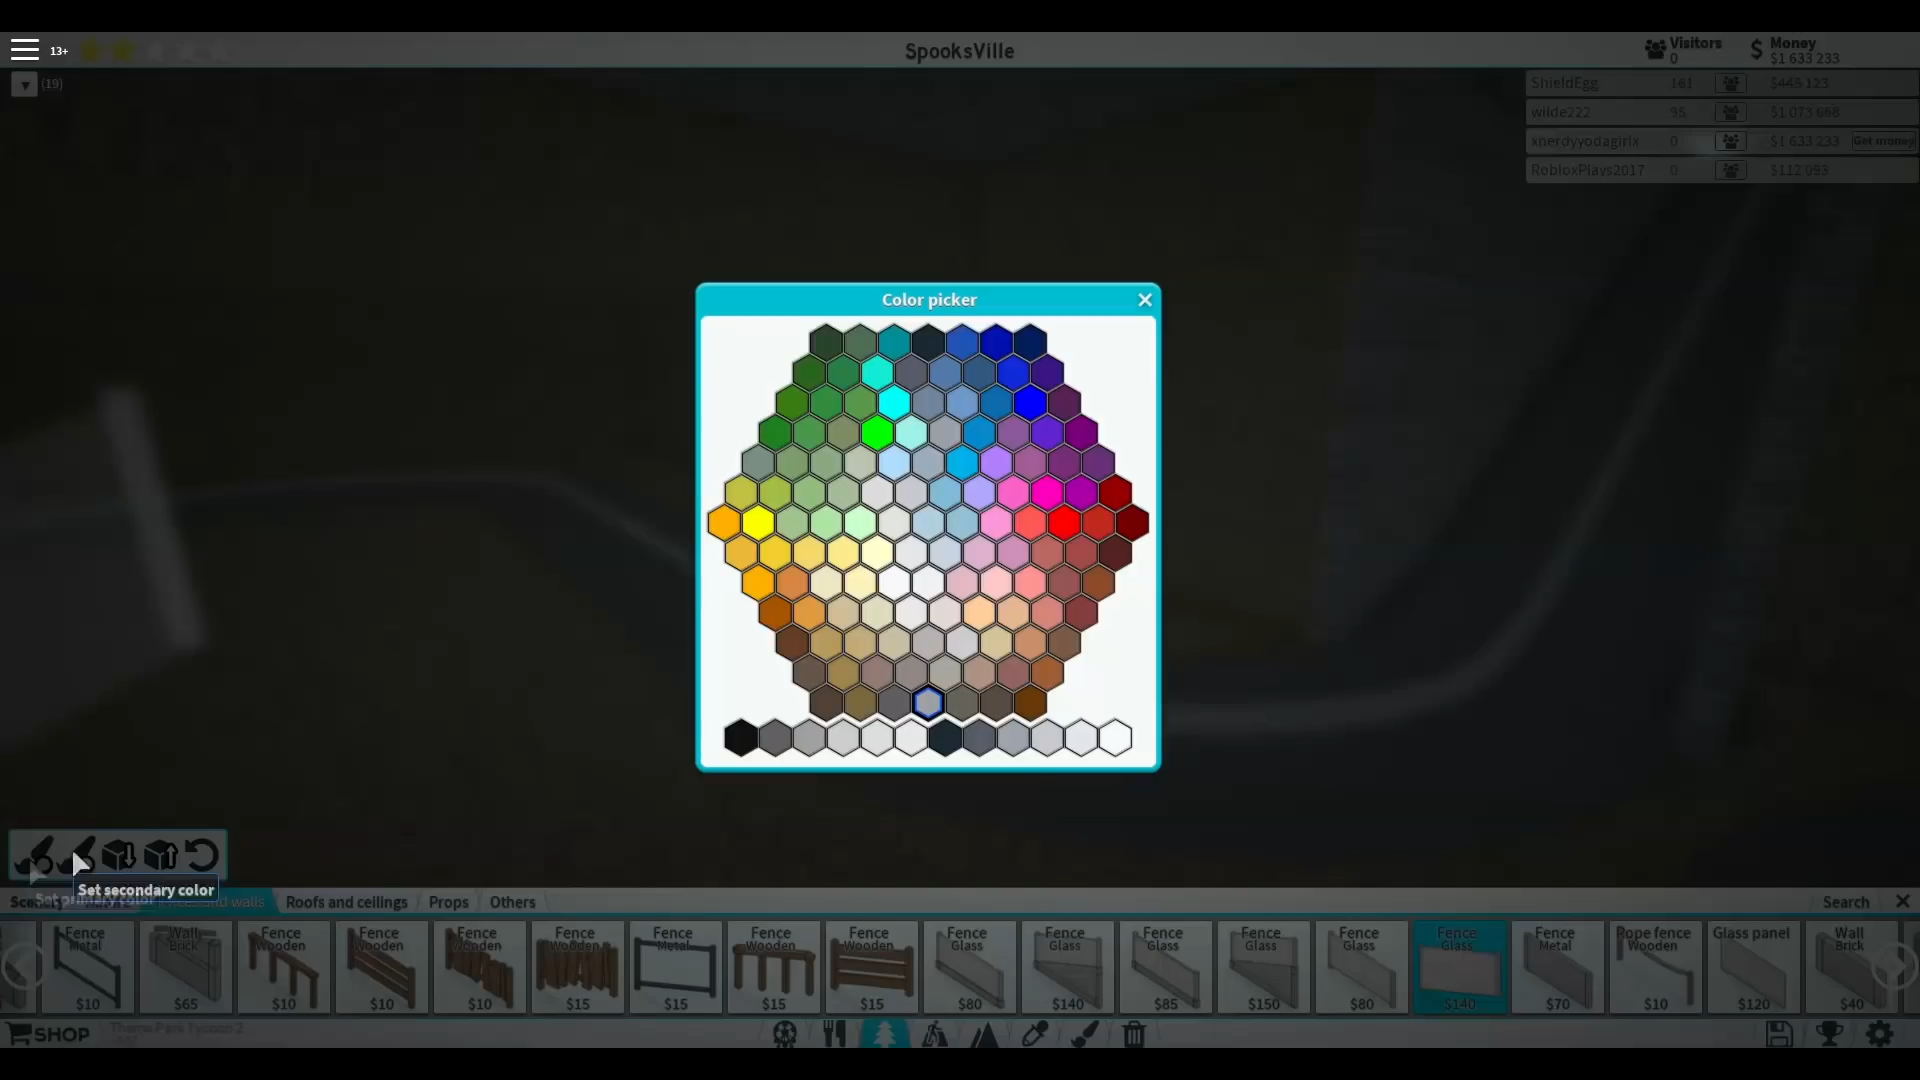 13+
SpooksVille
Visitors
0
$ Money
$1 633 233
(19)
ShieldEgg 161 $445 123
wilde222 95 $1 073 668
xnerdyyodagirlx 0 $1 633 233 Get money
RobloxPlays2017 0 $112 093
Color picker
Set secondary color
Roofs and ceilings
Props
Others
Search
Fence
Metal
$10
Wall
Brick
$65
Fence
Wooden
$10
Fence
Wooden
$10
Fence
Wooden
$10
Fence
Wooden
$15
Fence
Metal
$15
Fence
Wooden
$15
Fence
Wooden
$15
Fence
Glass
$80
Fence
Glass
$140
Fence
Glass
$85
Fence
Glass
$150
Fence
Glass
$80
Fence
Glass
$140
Fence
Metal
$70
Rope fence
Wooden
$10
Glass panel
$120
Wall
Brick
$40
SHOP
Theme Park Tycoon 2